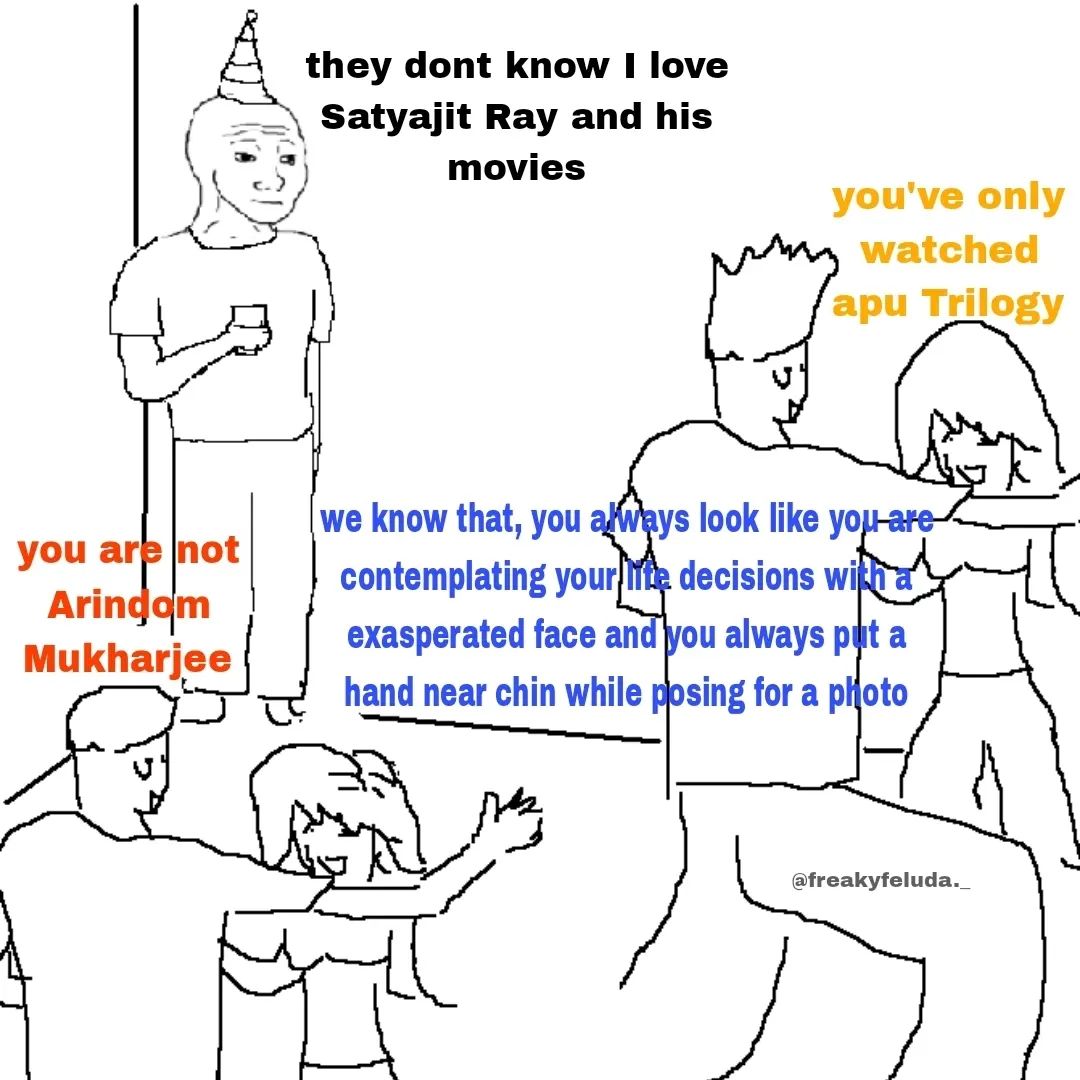 they dont know I love
Satyajit Ray and his
movies
you've only
watched
apu Trilogy
we know that, you always look like you are
contemplating your life decisions with a
exasperated face and you always put a
hand near chin while posing for a photo
you are not
Arindom
Mukharjee
@freakyfeluda._